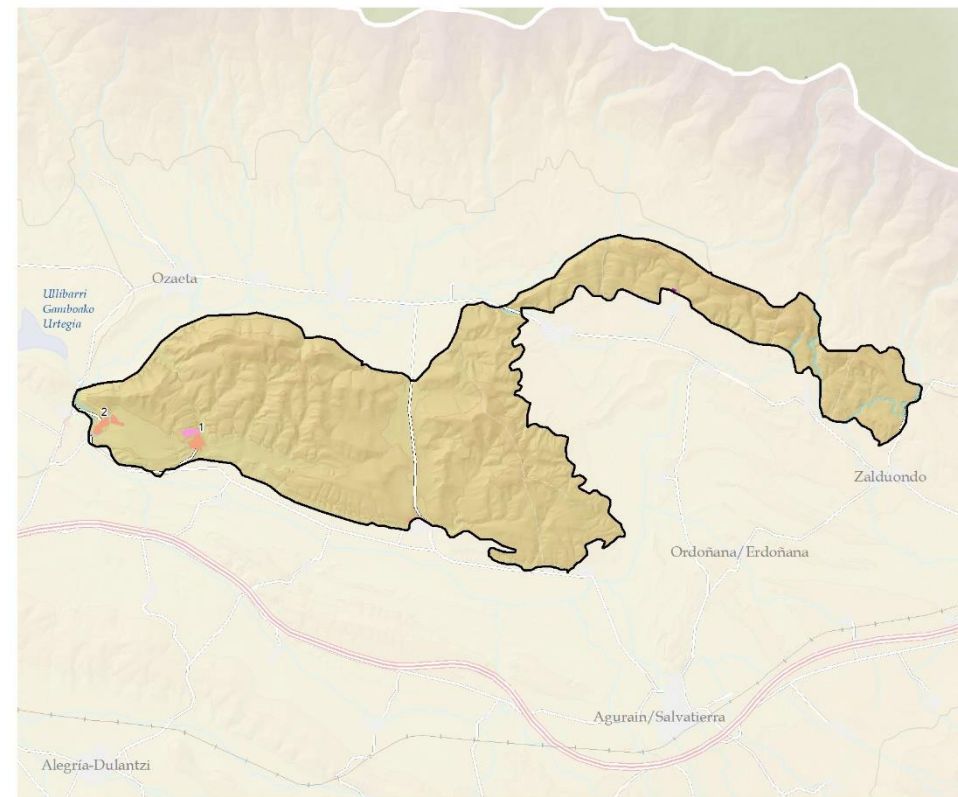 Ozaeta
Ullibarri
Gamboako
Urtegia
2
1
Zalduondo
Ordoñana/Erdoñana
Agurain/Salvatierra
Alegría-Dulantzi